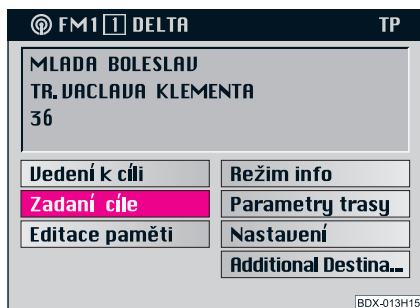 FM1 1 DELTA TP
MLADA BOLESLAV
TR. VACLAVA KLEMENTA
36
Vedení k cíli Režim info
Zadaní cíle Parametry trasy
Editace paměti Nastavení
Additional Destina...
BDX-013H15